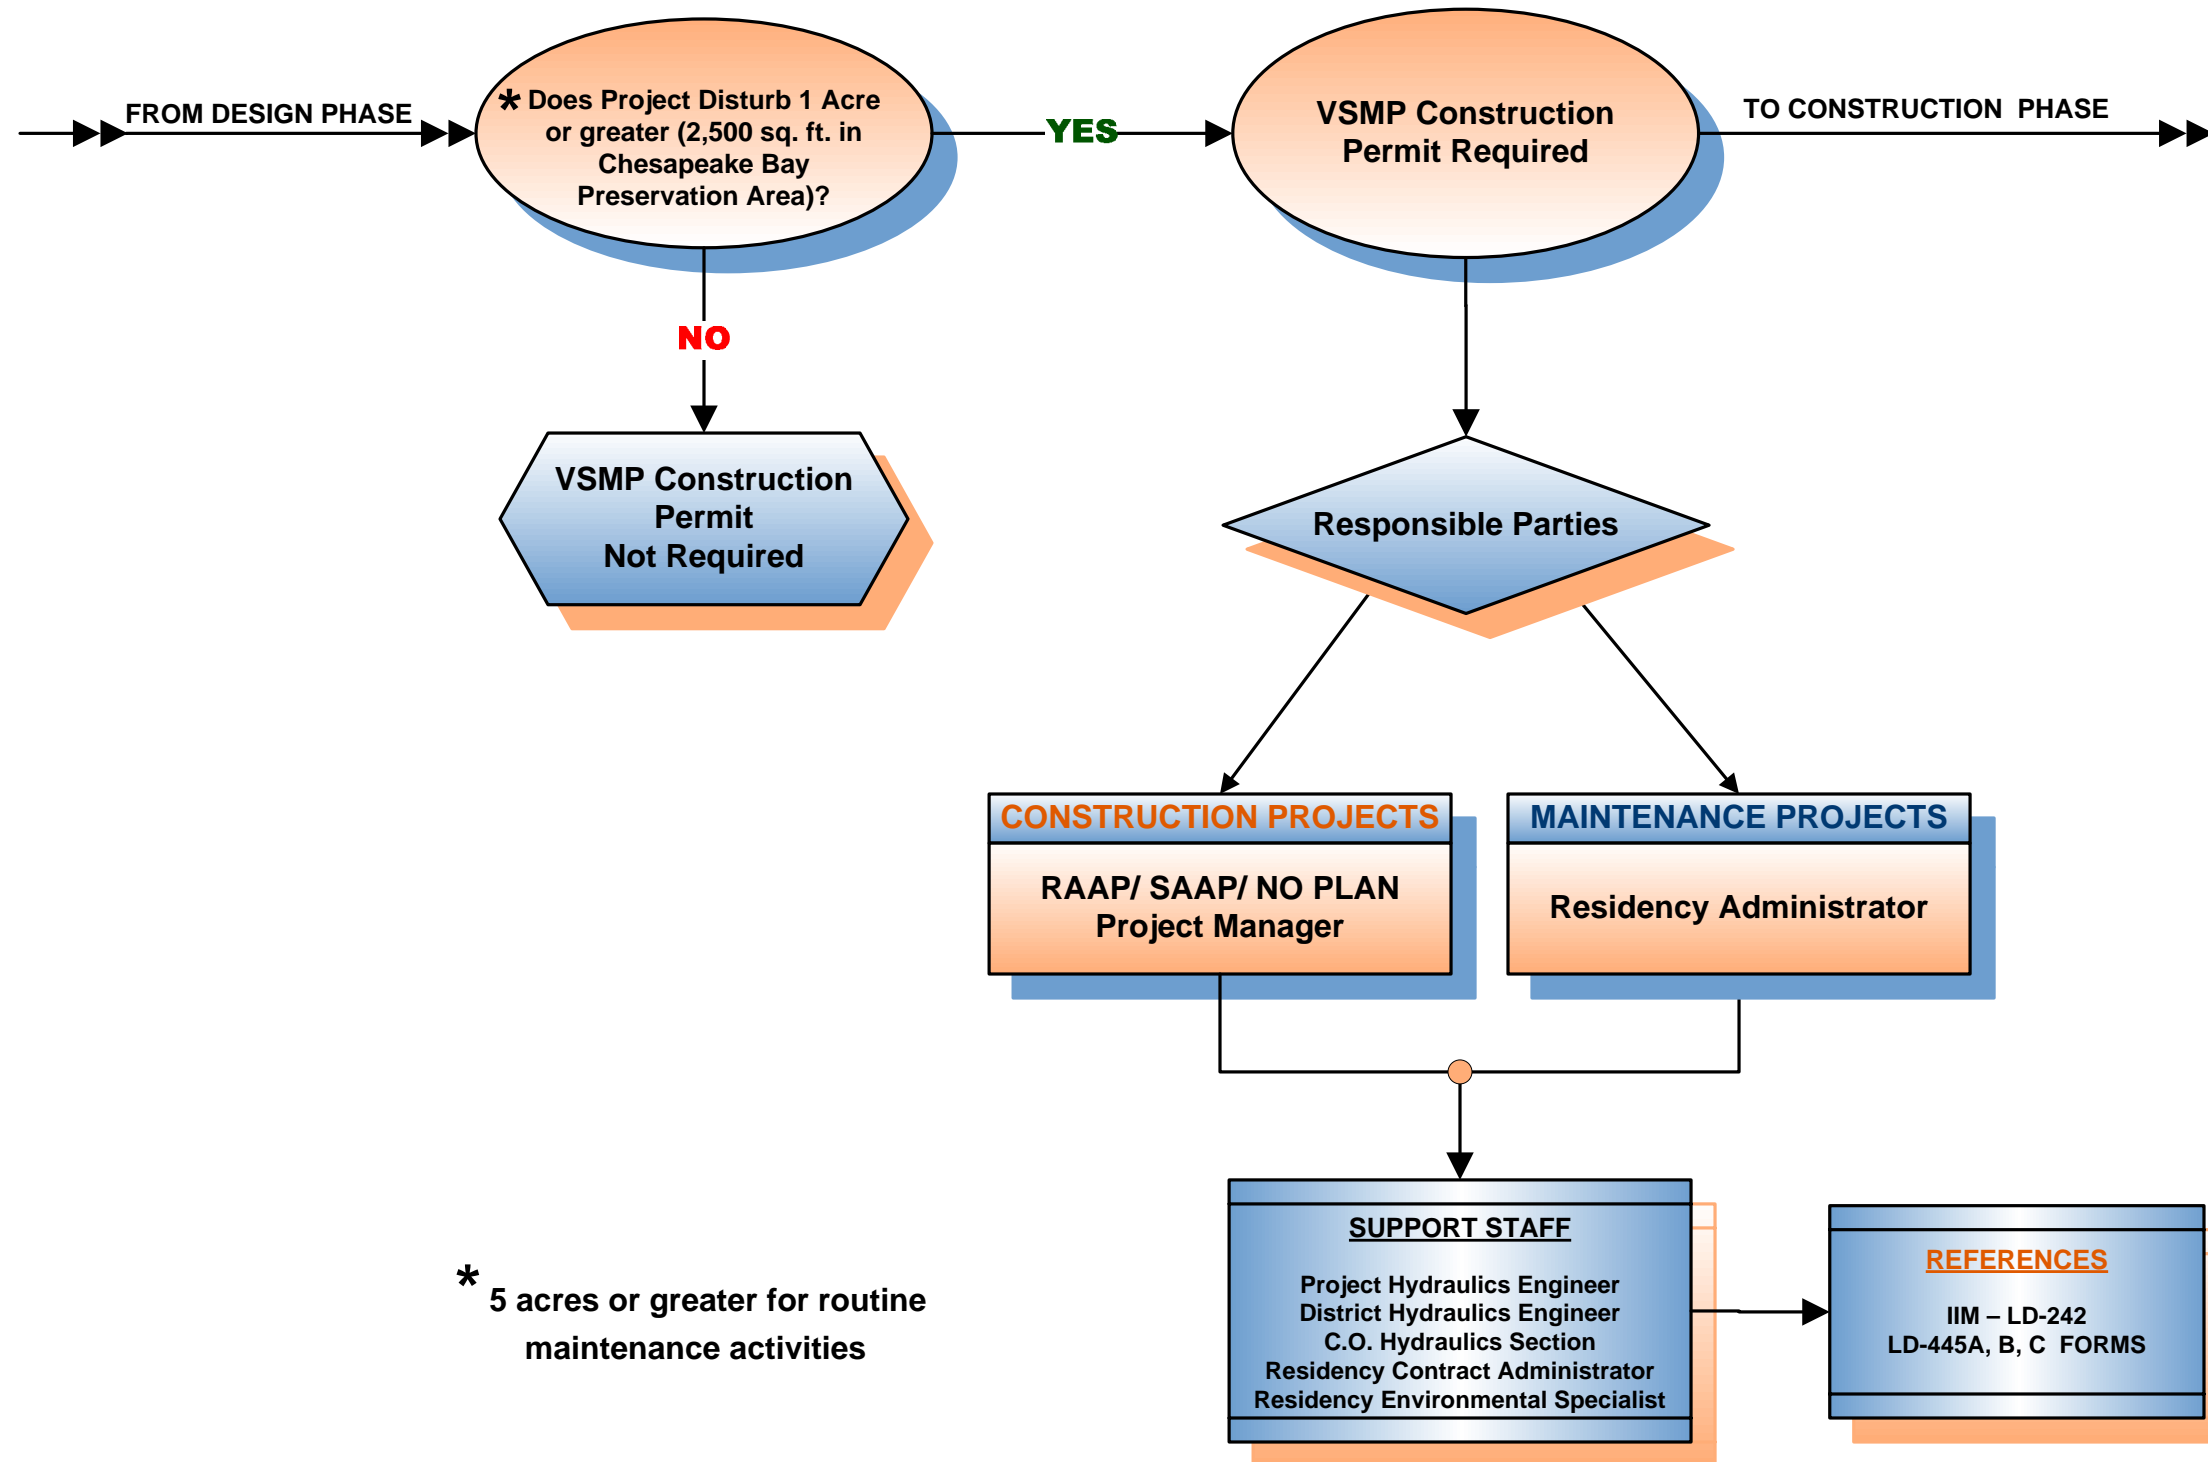 FROM DESIGN PHASE
* Does Project Disturb 1 Acre
or greater (2,500 sq. ft. in
Chesapeake Bay
Preservation Area)?
YES
VSMP Construction
Permit Required
TO CONSTRUCTION  PHASE
NO
VSMP Construction
Permit
Not Required
Responsible Parties
CONSTRUCTION PROJECTS
RAAP/ SAAP/ NO PLAN
Project Manager
MAINTENANCE PROJECTS
Residency Administrator
SUPPORT STAFF
Project Hydraulics Engineer
District Hydraulics Engineer
C.O. Hydraulics Section
Residency Contract Administrator
Residency Environmental Specialist
REFERENCES
IIM – LD-242
LD-445A, B, C  FORMS
* 5 acres or greater for routine
maintenance activities